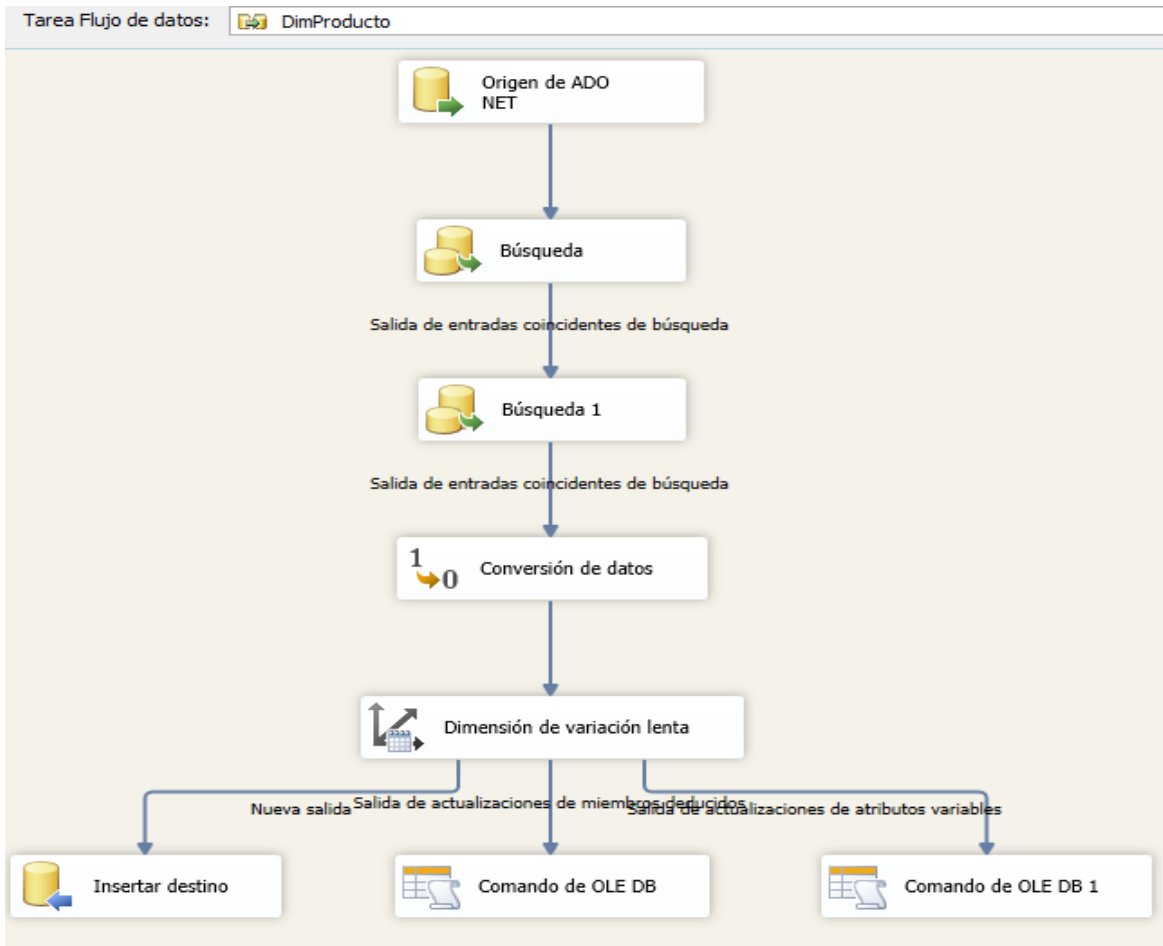 Tarea Flujo de datos: DimProducto
Origen de ADO
NET
Búsqueda
Salida de entradas coincidentes de búsqueda
Búsqueda 1
Salida de entradas coincidentes de búsqueda
1
0
Conversión de datos
Dimensión de variación lenta
Nueva salida
Salida de actualizaciones de miembros deducidos
Salida de actualizaciones de atributos variables
Insertar destino
Comando de OLE DB
Comando de OLE DB 1